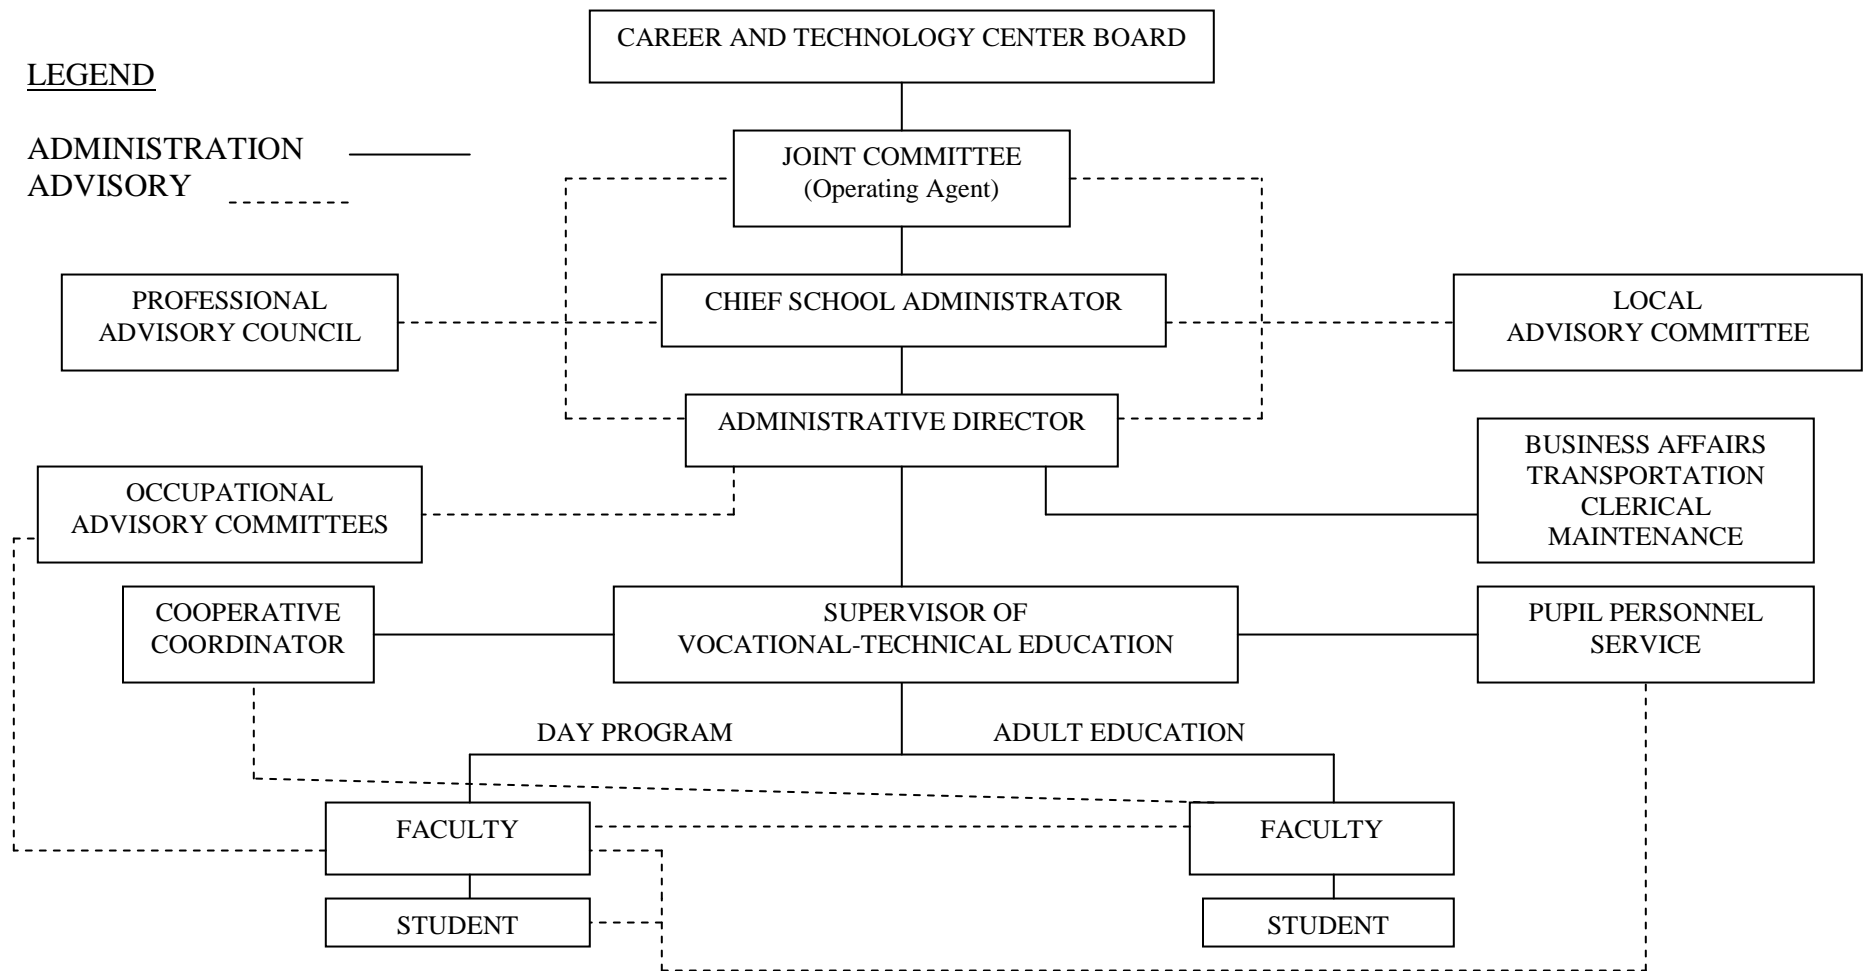 CAREER AND TECHNOLOGY CENTER BOARD
LEGEND
ADMINISTRATION
ADVISORY
JOINT COMMITTEE
(Operating Agent)
PROFESSIONAL
ADVISORY COUNCIL
CHIEF SCHOOL ADMINISTRATOR
LOCAL
ADVISORY COMMITTEE
ADMINISTRATIVE DIRECTOR
BUSINESS AFFAIRS
TRANSPORTATION
CLERICAL
MAINTENANCE
OCCUPATIONAL
ADVISORY COMMITTEES
COOPERATIVE
COORDINATOR
SUPERVISOR OF
VOCATIONAL-TECHNICAL EDUCATION
PUPIL PERSONNEL
SERVICE
DAY PROGRAM
ADULT EDUCATION
FACULTY
FACULTY
STUDENT
STUDENT